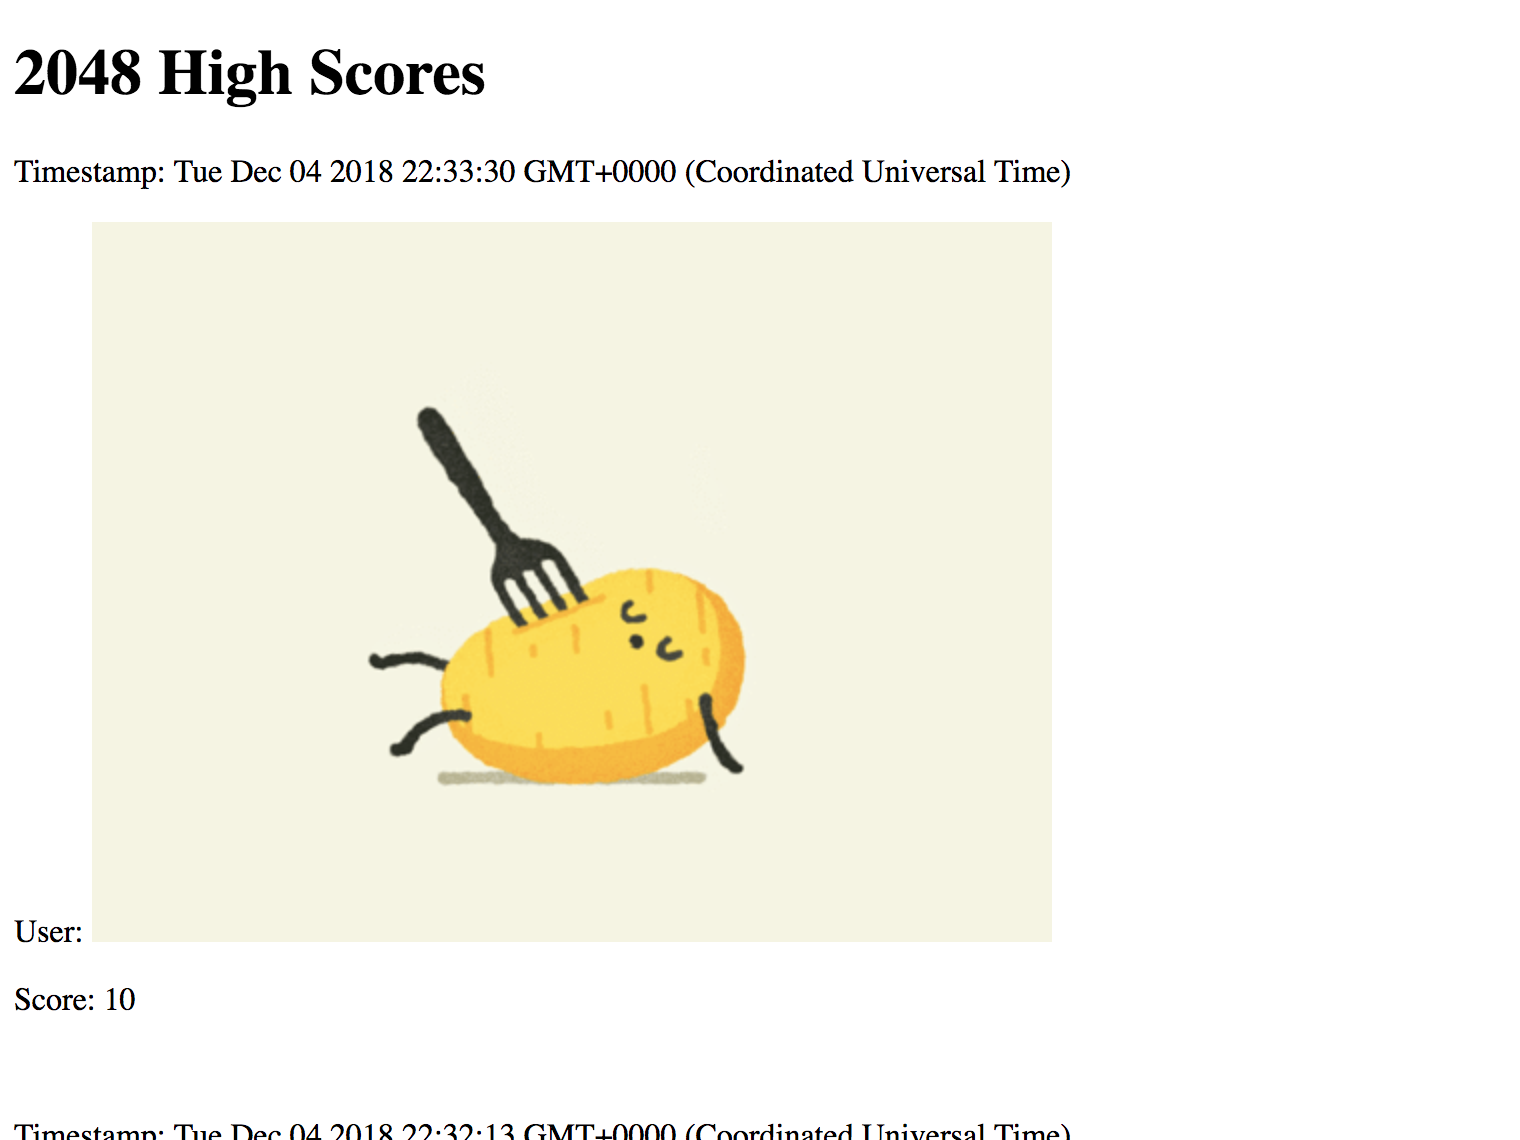 2048 High Scores
Timestamp: Tue Dec 04 2018 22:33:30 GMT+0000 (Coordinated Universal Time)
User:
Score: 10
Timestamp: Tue Dec 04 2018 22:32:13 GMT+0000 (Coordinated Universal Time)